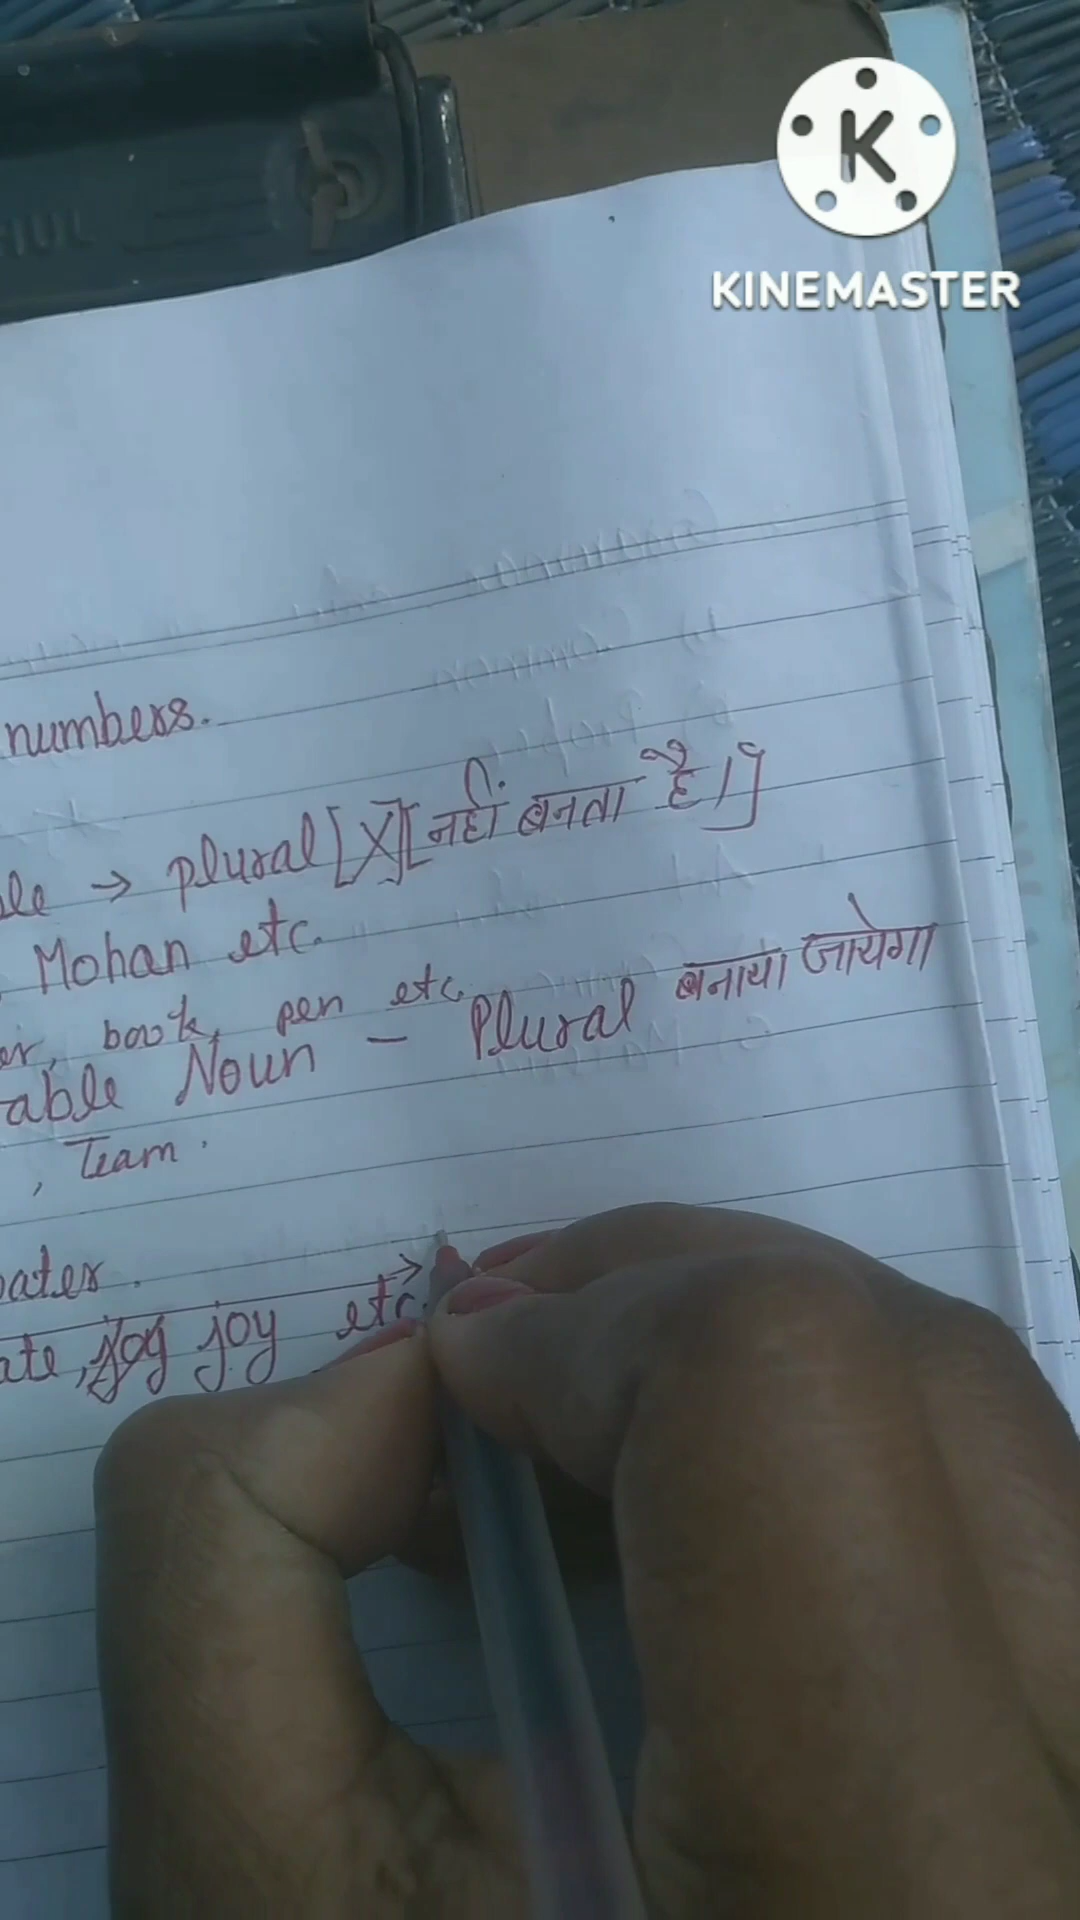 KINEMASTER
numbers.
→ plural [X] [नहीं बनता है।]
Mohan etc.
book, pen etc.
able Noun - Plural बनाया जायेगा
, Team.
ater.
ate, joy etc.